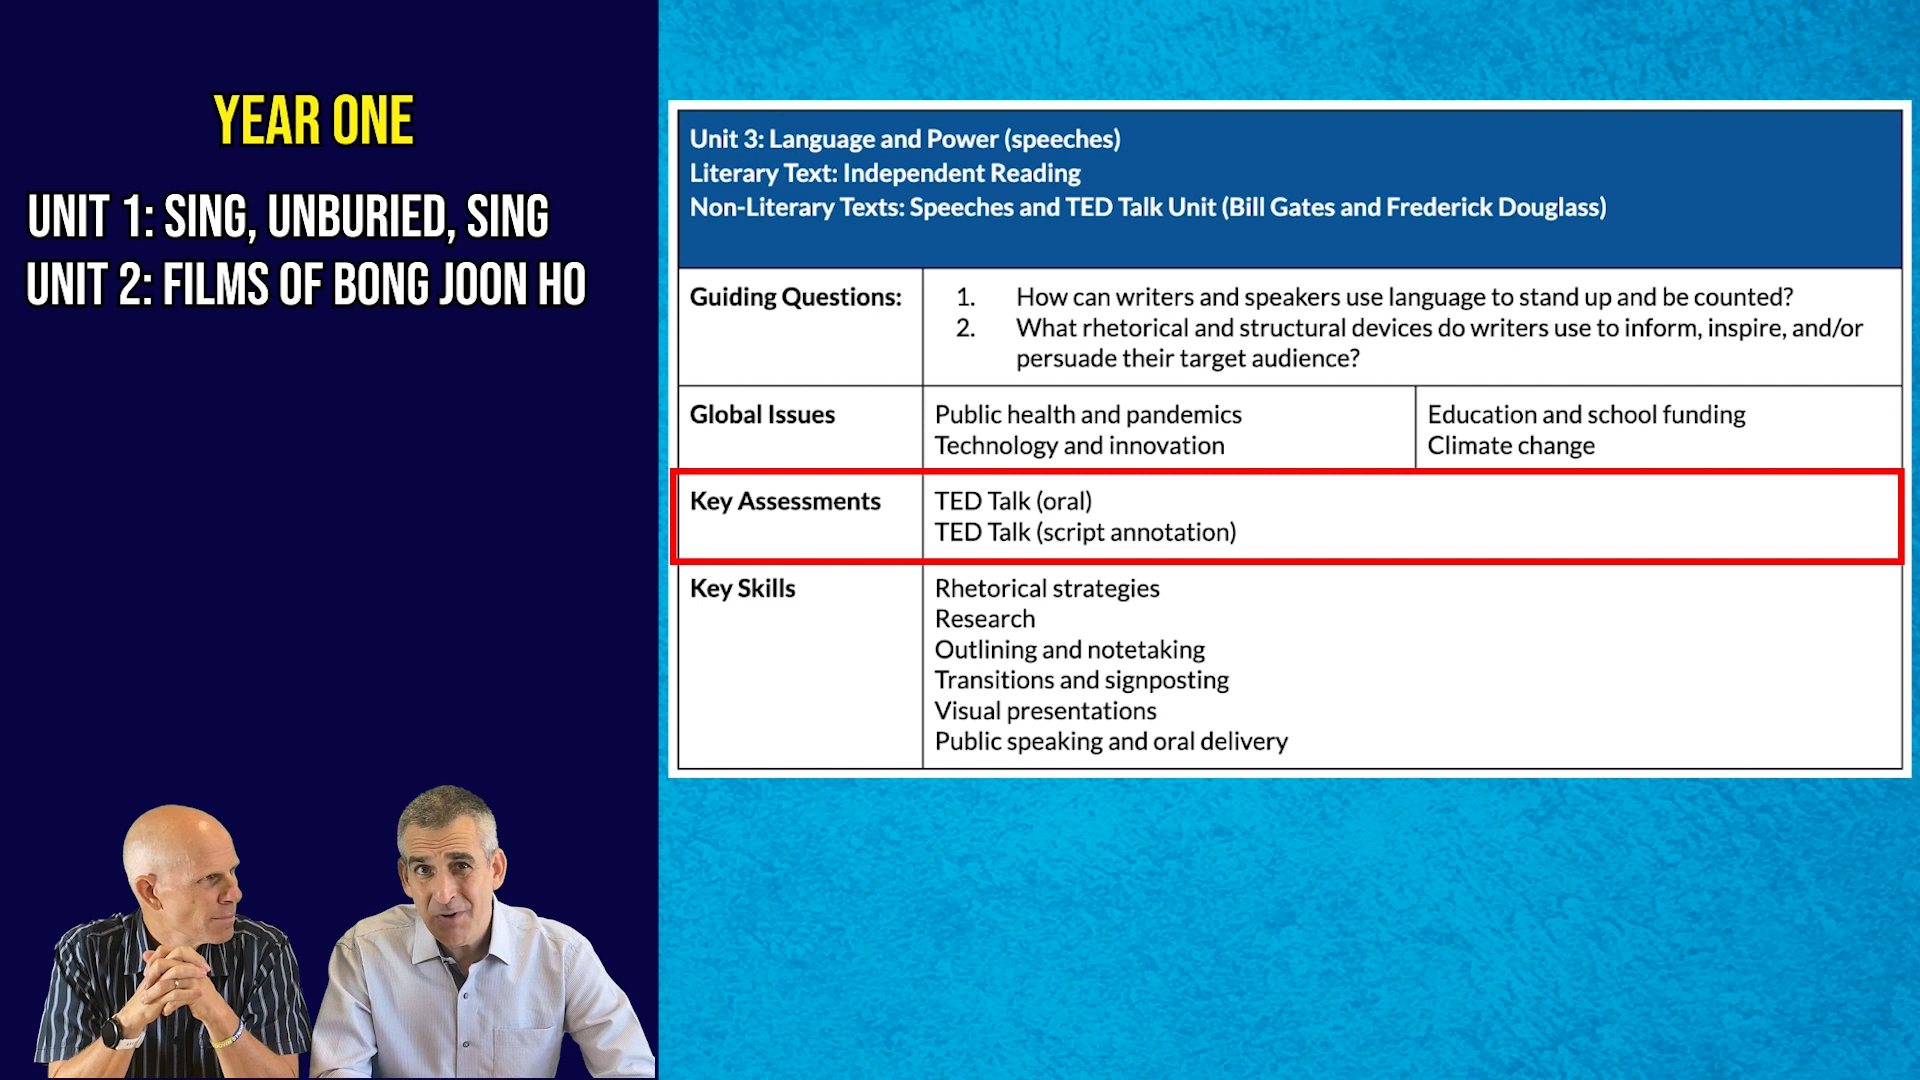 YEAR ONE
UNIT 1: SING, UNBURIED, SING
UNIT 2: FILMS OF BONG JOON HO
Unit 3: Language and Power (speeches)
Literary Text: Independent Reading
Non-Literary Texts: Speeches and TED Talk Unit (Bill Gates and Frederick Douglass)
Guiding Questions:
1. How can writers and speakers use language to stand up and be counted?
2. What rhetorical and structural devices do writers use to inform, inspire, and/or
persuade their target audience?
Global Issues
Public health and pandemics
Technology and innovation
Education and school funding
Climate change
Key Assessments
TED Talk (oral)
TED Talk (script annotation)
Key Skills
Rhetorical strategies
Research
Outlining and notetaking
Transitions and signposting
Visual presentations
Public speaking and oral delivery